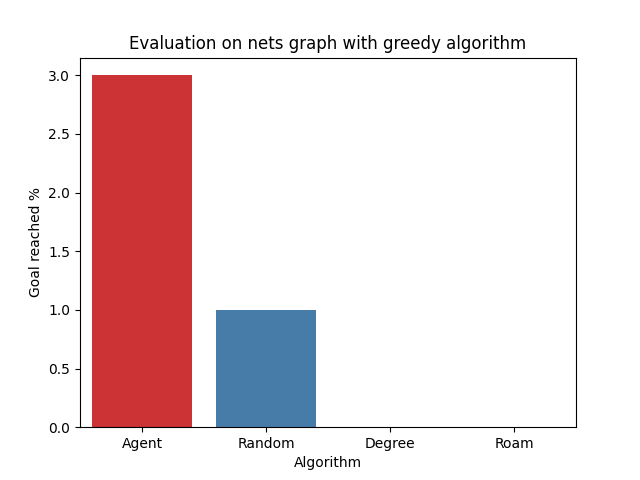 Evaluation on nets graph with greedy algorithm
3.0
2.5
2.0
1.5
1.0
0.5
0.0
Goal reached %
Agent Random Degree Roam
Algorithm